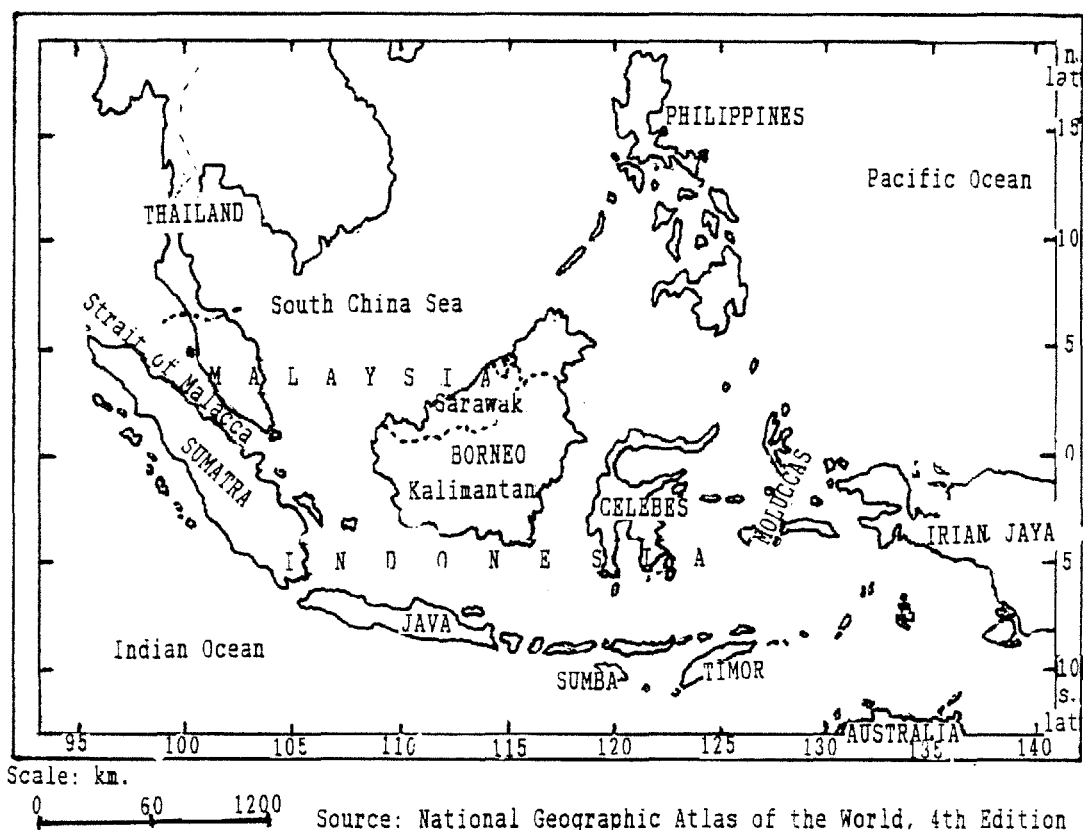 n.
lat
PHILIPPINES
15
Pacific Ocean
THAILAND
10
South China Sea
Strait of Malacca
5
M A L A Y S I A
Sarawak
0
BORNEO
SUMATRA
Kalimantan
CELEBES
MOLUCCAS
IRIAN JAYA
I N D O N E S I A
5
JAVA
Indian Ocean
SUMBA
TIMOR
10
s.
lat
AUSTRALIA
95 100 105 110 115 120 125 130 135 140
Scale: km.
0 60 1200
Source: National Geographic Atlas of the World, 4th Edition